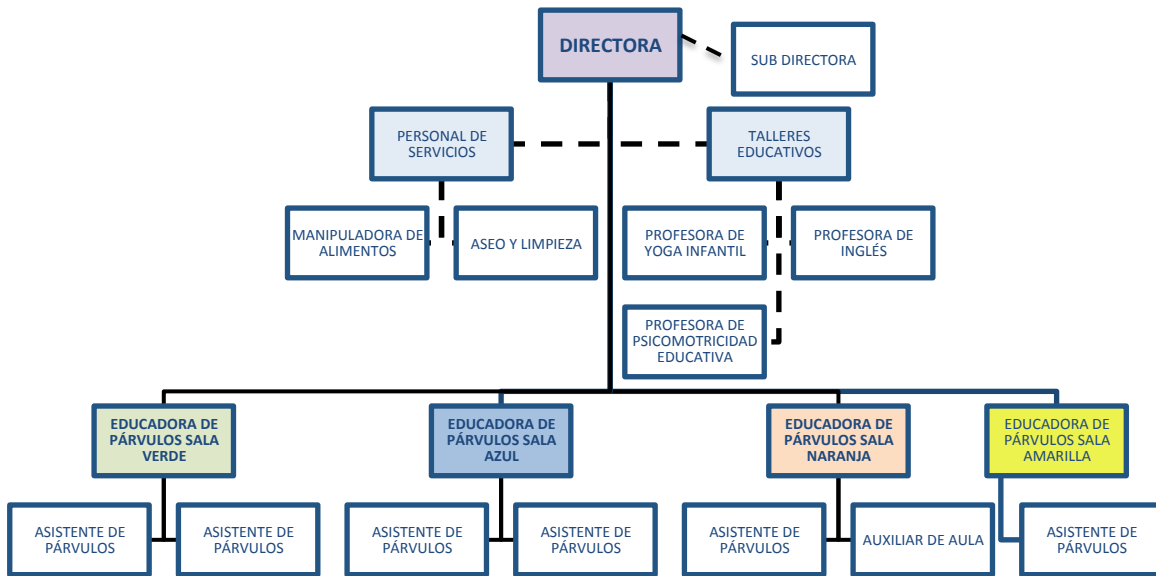 DIRECTORA
SUB DIRECTORA
PERSONAL DE
SERVICIOS
TALLERES
EDUCATIVOS
MANIPULADORA DE
ALIMENTOS
ASEO Y LIMPIEZA
PROFESORA DE
YOGA INFANTIL
PROFESORA DE
INGLÉS
PROFESORA DE
PSICOMOTRICIDAD
EDUCATIVA
EDUCADORA DE
PÁRVULOS SALA
VERDE
EDUCADORA DE
PÁRVULOS SALA
AZUL
EDUCADORA DE
PÁRVULOS SALA
NARANJA
EDUCADORA DE
PÁRVULOS SALA
AMARILLA
ASISTENTE DE
PÁRVULOS
ASISTENTE DE
PÁRVULOS
ASISTENTE DE
PÁRVULOS
ASISTENTE DE
PÁRVULOS
ASISTENTE DE
PÁRVULOS
AUXILIAR DE AULA
ASISTENTE DE
PÁRVULOS